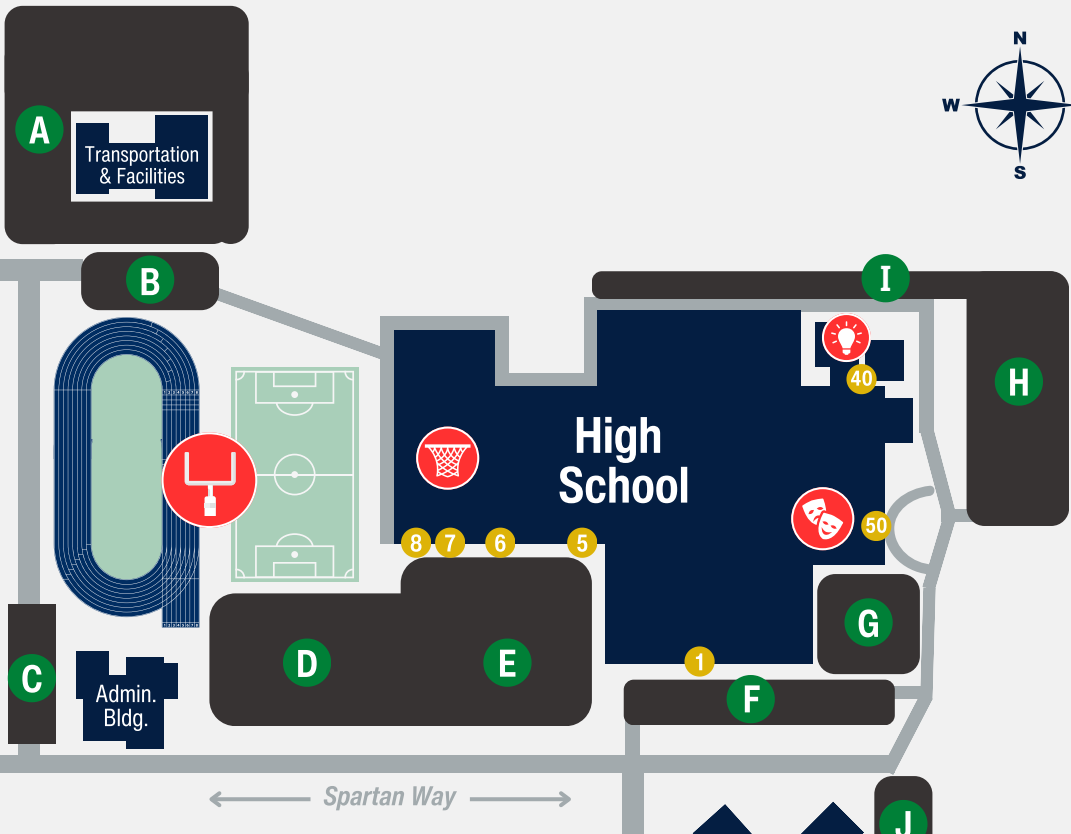 N
W
S
A
Transportation
& Facilities
B
I
H
40
High
School
50
8
7
6
5
G
D
E
1
C
Admin.
Bldg.
F
Spartan Way
J